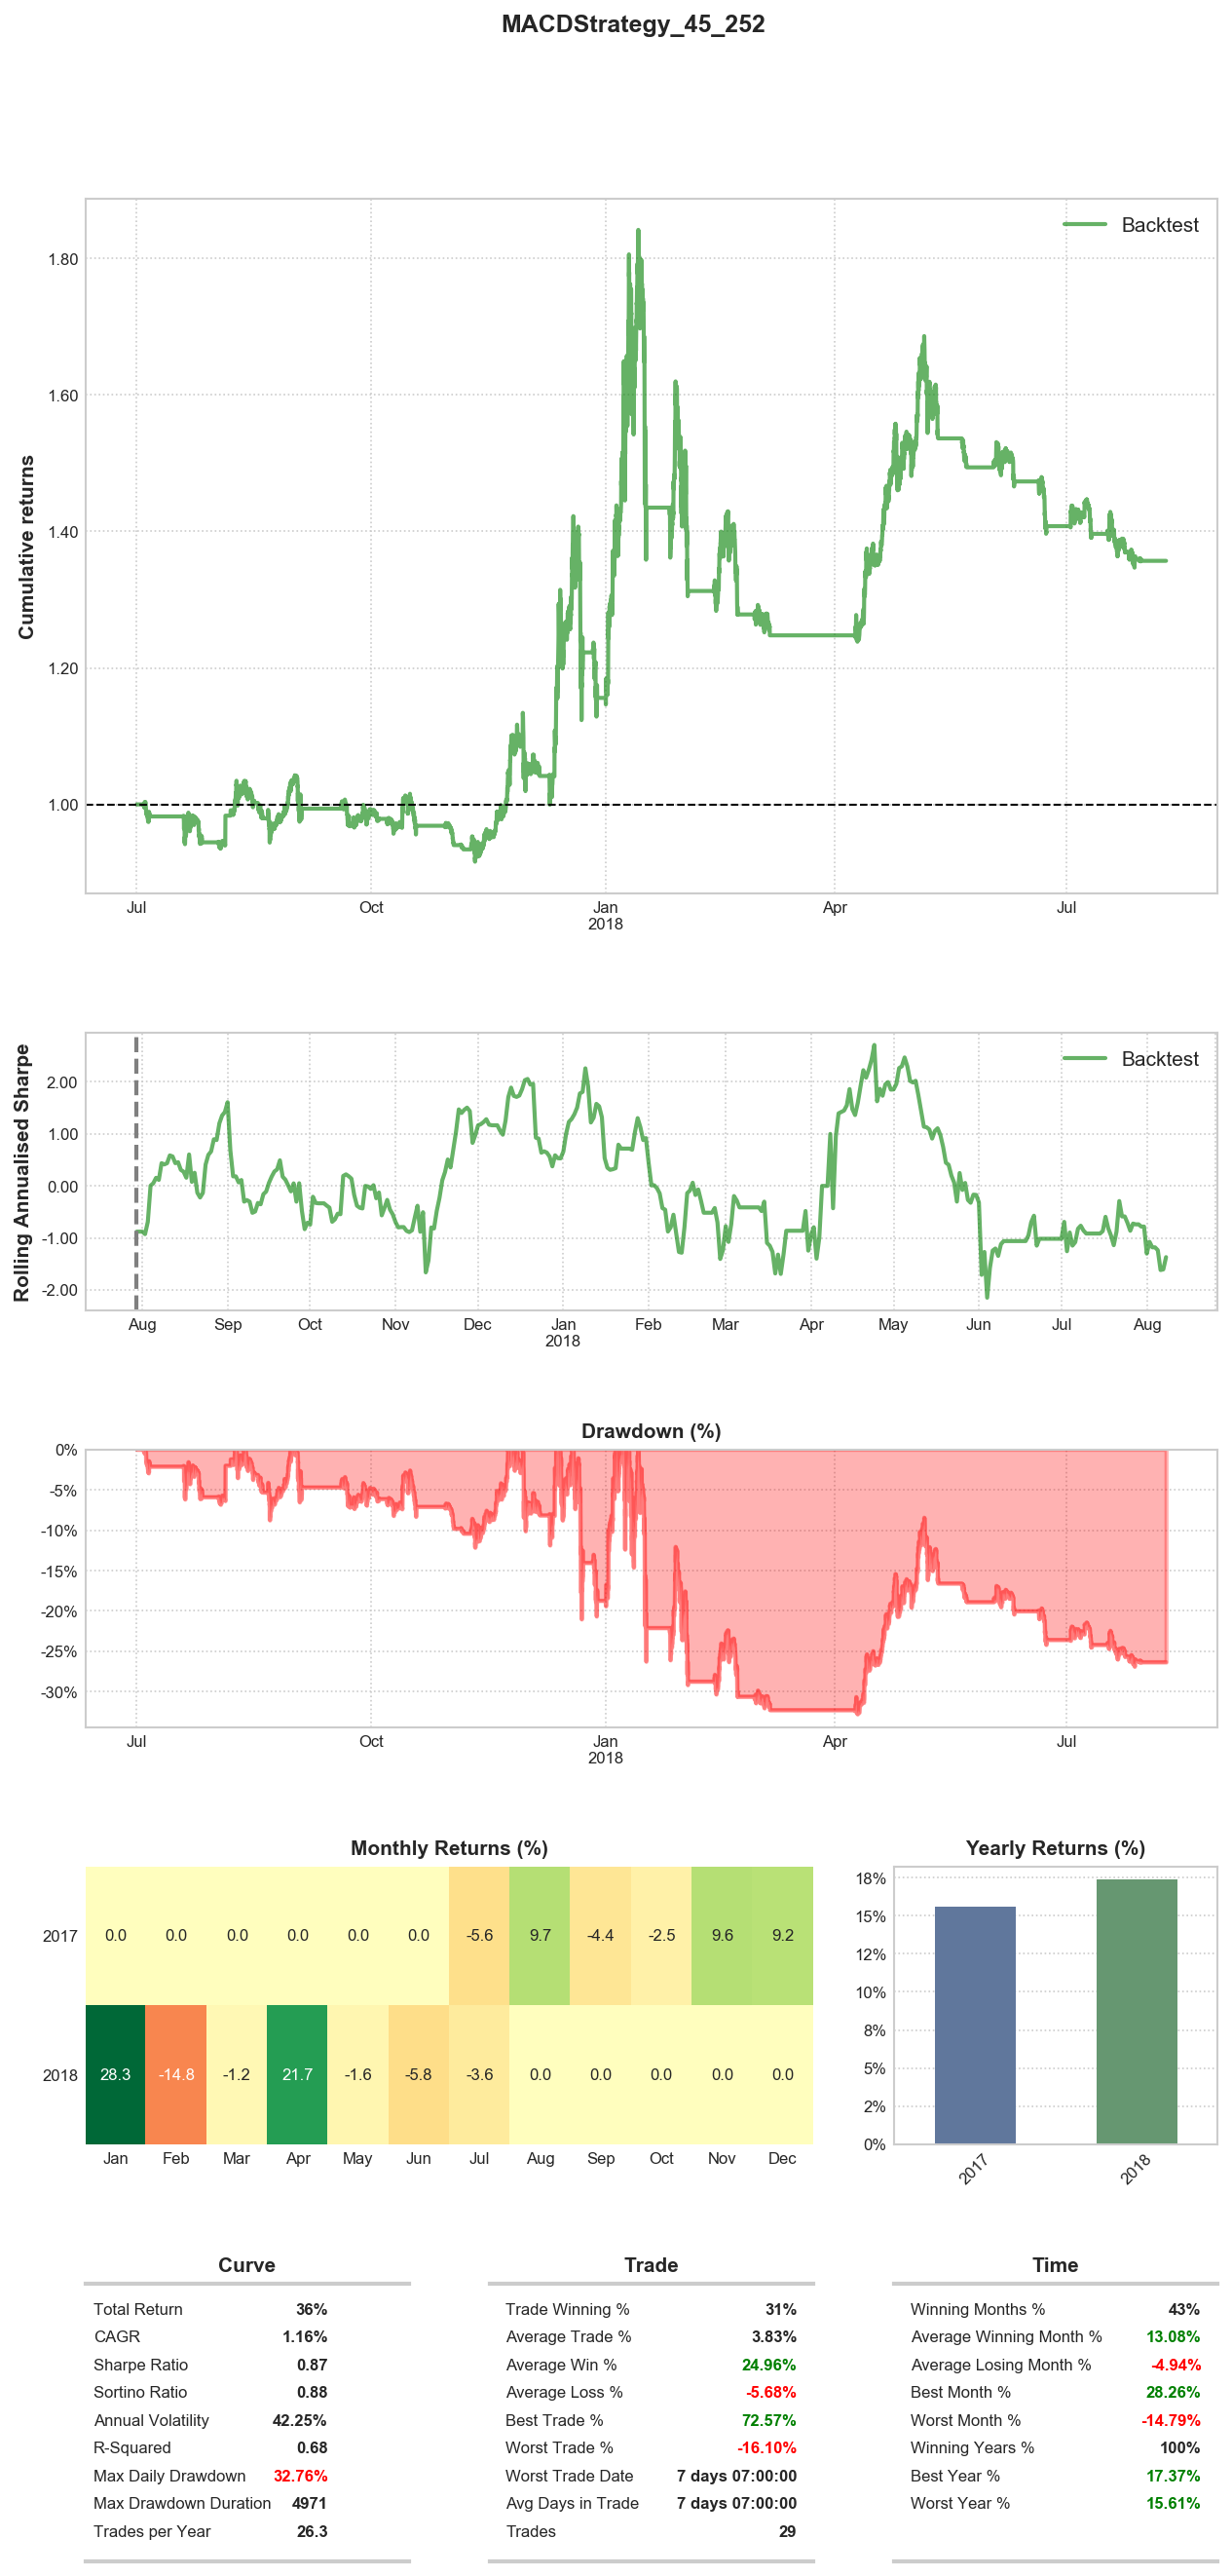 MACDStrategy_45_252
Backtest
Cumulative returns
1.80
1.60
1.40
1.20
1.00
Jul Oct Jan Apr Jul
2018
Backtest
Rolling Annualised Sharpe
2.00
1.00
0.00
-1.00
-2.00
Aug Sep Oct Nov Dec Jan Feb Mar Apr May Jun Jul Aug
2018
Drawdown (%)
0%
-5%
-10%
-15%
-20%
-25%
-30%
Jul Oct Jan Apr Jul
2018
Monthly Returns (%)
2017 0.0 0.0 0.0 0.0 0.0 0.0 -5.6 9.7 -4.4 -2.5 9.6 9.2
2018 28.3 -14.8 -1.2 21.7 -1.6 -5.8 -3.6 0.0 0.0 0.0 0.0 0.0
Jan Feb Mar Apr May Jun Jul Aug Sep Oct Nov Dec
Yearly Returns (%)
18%
15%
12%
10%
8%
5%
2%
0%
2017 2018
Curve
Total Return 36%
CAGR 1.16%
Sharpe Ratio 0.87
Sortino Ratio 0.88
Annual Volatility 42.25%
R-Squared 0.68
Max Daily Drawdown 32.76%
Max Drawdown Duration 4971
Trades per Year 26.3
Trade
Trade Winning % 31%
Average Trade % 3.83%
Average Win % 24.96%
Average Loss % -5.68%
Best Trade % 72.57%
Worst Trade % -16.10%
Worst Trade Date 7 days 07:00:00
Avg Days in Trade 7 days 07:00:00
Trades 29
Time
Winning Months % 43%
Average Winning Month % 13.08%
Average Losing Month % -4.94%
Best Month % 28.26%
Worst Month % -14.79%
Winning Years % 100%
Best Year % 17.37%
Worst Year % 15.61%